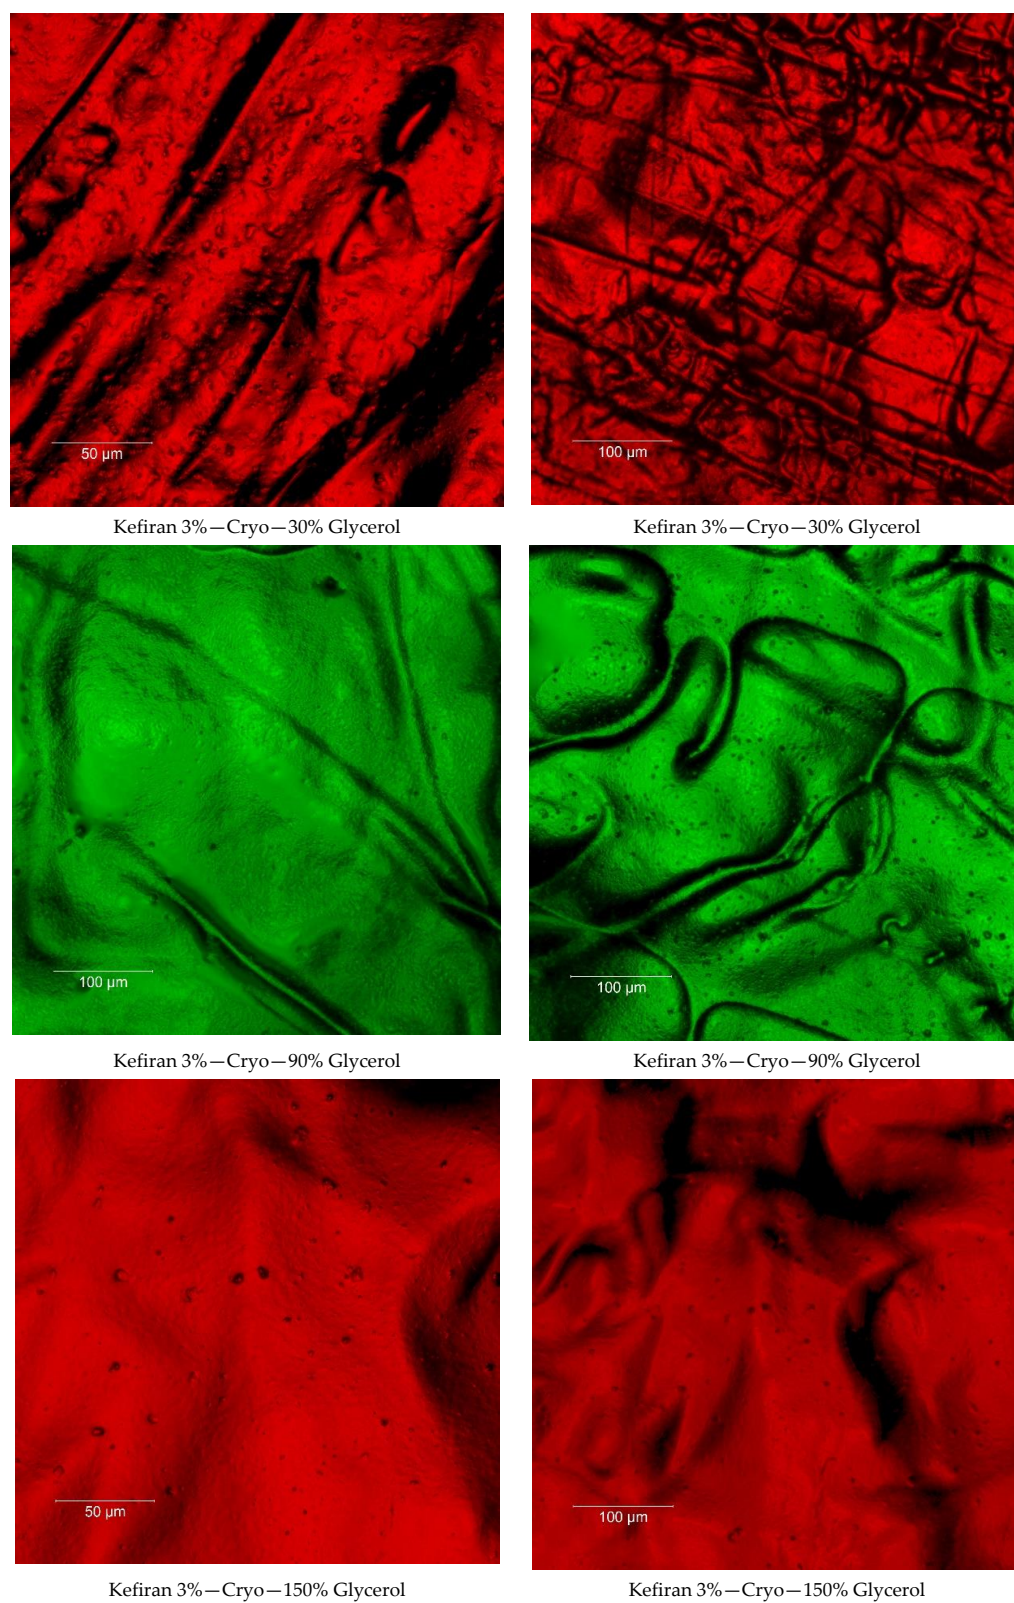 50 µm
100 µm
Kefiran 3%—Cryo—30% Glycerol
Kefiran 3%—Cryo—30% Glycerol
100 µm
100 µm
Kefiran 3%—Cryo—90% Glycerol
Kefiran 3%—Cryo—90% Glycerol
50 µm
100 µm
Kefiran 3%—Cryo—150% Glycerol
Kefiran 3%—Cryo—150% Glycerol